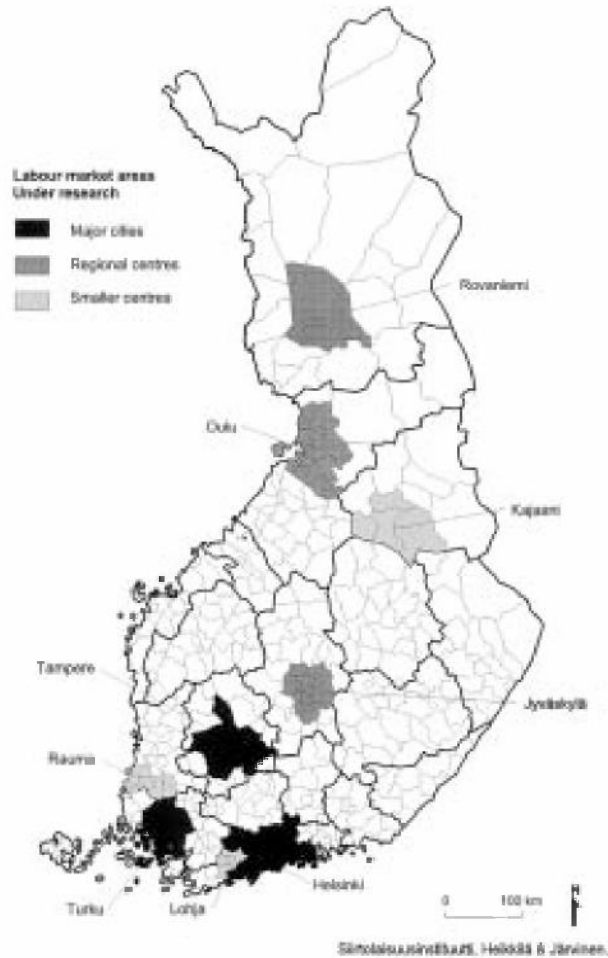 Labour market areas
Under research
Major cities
Regional centres
Smaller centres
Rovaniemi
Oulu
Kajaani
Tampere
Jyväskylä
Rauma
Helsinki
Turku
Lohja
0 100 km
N
Siirtolaisuusinstituutti, Heikkilä & Järvinen.